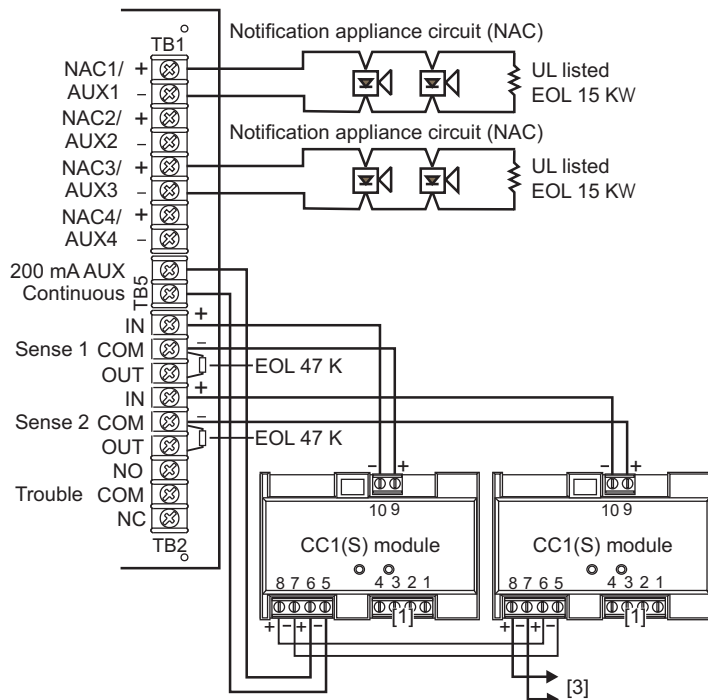 TB1
Notification appliance circuit (NAC)
NAC1/ +
AUX1 –
UL listed
EOL 15 KW
NAC2/ +
AUX2 –
Notification appliance circuit (NAC)
NAC3/ +
AUX3 –
UL listed
EOL 15 KW
NAC4/ +
AUX4 –
200 mA AUX
Continuous
TB5
+
IN
–
Sense 1 COM
EOL 47 K
OUT
+
IN
–
Sense 2 COM
EOL 47 K
OUT
NO
Trouble COM
NC
TB2
– +
10 9
CC1(S) module
8 7 6 5
4 3 2 1
[1]
+ – + –
– +
10 9
CC1(S) module
8 7 6 5
4 3 2 1
[1]
+ – + –
[3]